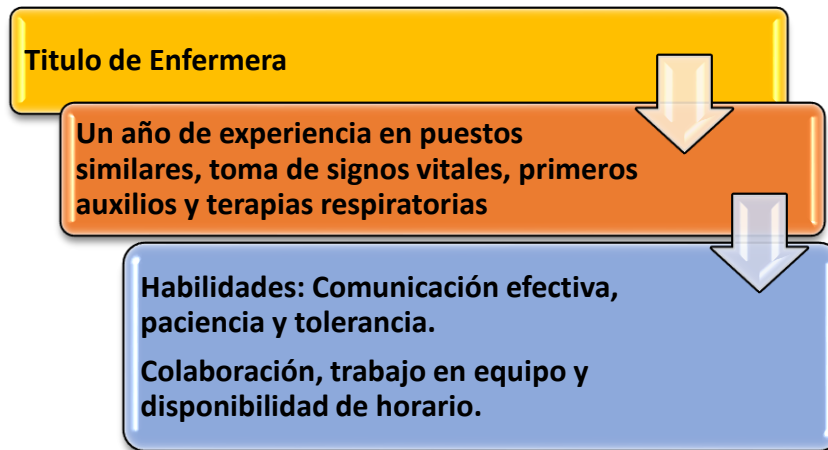 Titulo de Enfermera
Un año de experiencia en puestos
similares, toma de signos vitales, primeros
auxilios y terapias respiratorias
Habilidades: Comunicación efectiva,
paciencia y tolerancia.
Colaboración, trabajo en equipo y
disponibilidad de horario.